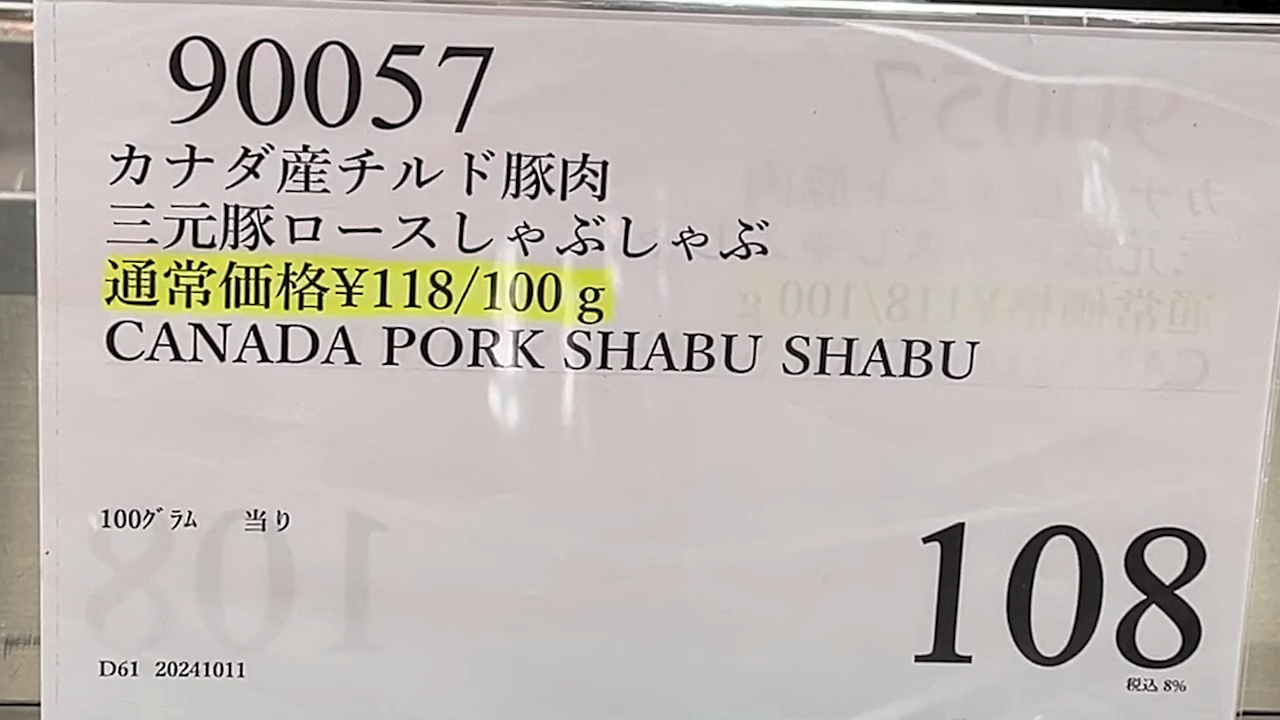 90057
カナダ産チルド豚肉
三元豚ロースしゃぶしゃぶ
通常価格¥118/100 g
CANADA PORK SHABU SHABU
100グラム 当り
108
税込 8%
D61 20241011